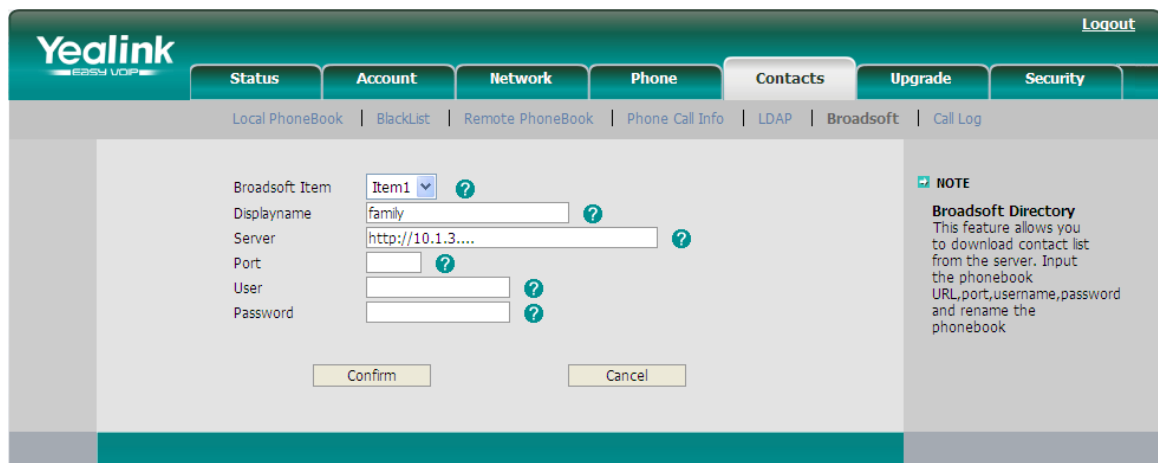 Logout
Yealink
EASY VOIP
Status Account Network Phone Contacts Upgrade Security
Local PhoneBook | BlackList | Remote PhoneBook | Phone Call Info | LDAP | Broadsoft | Call Log
Broadsoft Item Item1 ?
Displayname family ?
Server http://10.1.3.... ?
Port ?
User ?
Password ?
Confirm Cancel
NOTE
Broadsoft Directory
This feature allows you
to download contact list
from the server. Input
the phonebook
URL,port,username,password
and rename the
phonebook